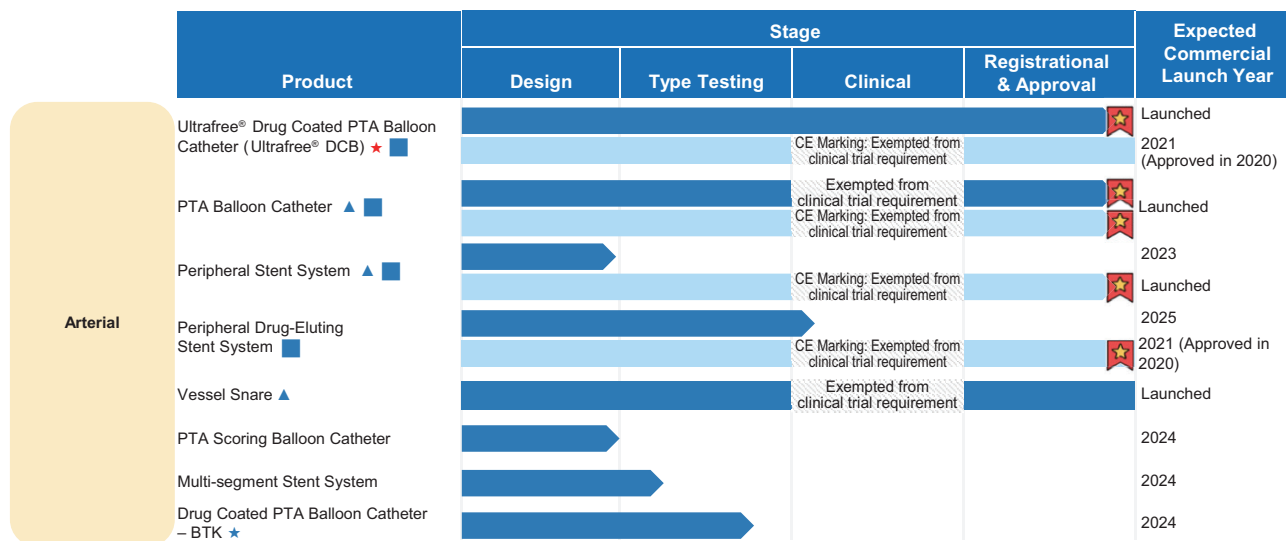 Product
Stage
Expected
Commercial
Launch Year
Design
Type Testing
Clinical
Registrational
& Approval
Arterial
Ultrafree® Drug Coated PTA Balloon
Catheter (Ultrafree® DCB)
Launched
CE Marking: Exempted from
clinical trial requirement
2021
(Approved in 2020)
PTA Balloon Catheter
Exempted from
clinical trial requirement
CE Marking: Exempted from
clinical trial requirement
Launched
Peripheral Stent System
2023
CE Marking: Exempted from
clinical trial requirement
Launched
Peripheral Drug-Eluting
Stent System
2025
CE Marking: Exempted from
clinical trial requirement
2021 (Approved in
2020)
Vessel Snare
Exempted from
clinical trial requirement
Launched
PTA Scoring Balloon Catheter
2024
Multi-segment Stent System
2024
Drug Coated PTA Balloon Catheter
– BTK
2024